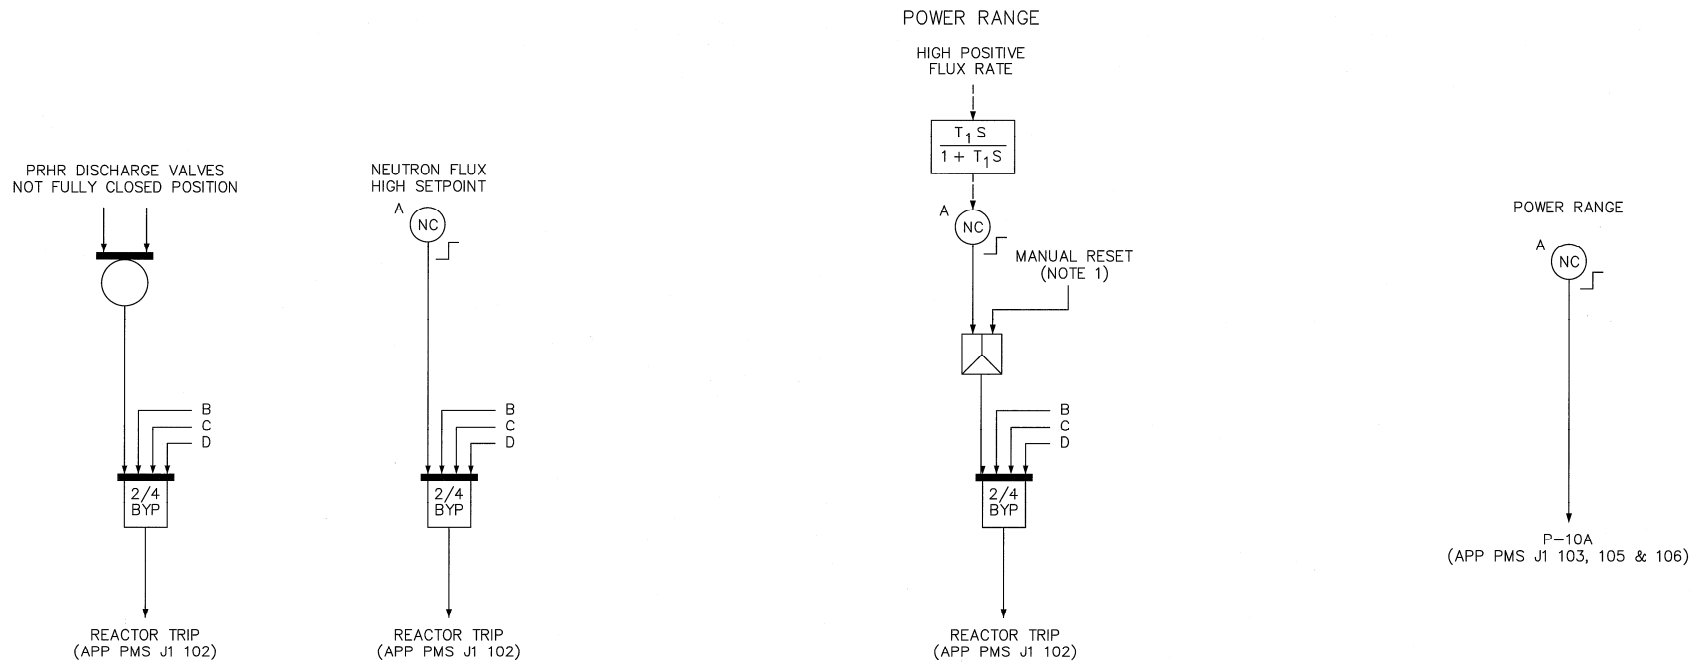 POWER RANGE
HIGH POSITIVE
FLUX RATE
T1 S
1 + T1 S
PRHR DISCHARGE VALVES
NOT FULLY CLOSED POSITION
NEUTRON FLUX
HIGH SETPOINT
A
NC
A
NC
MANUAL RESET
(NOTE 1)
POWER RANGE
A
NC
B
C
D
2/4
BYP
REACTOR TRIP
(APP PMS J1 102)
B
C
D
2/4
BYP
REACTOR TRIP
(APP PMS J1 102)
B
C
D
2/4
BYP
REACTOR TRIP
(APP PMS J1 102)
P-10A
(APP PMS J1 103, 105 & 106)